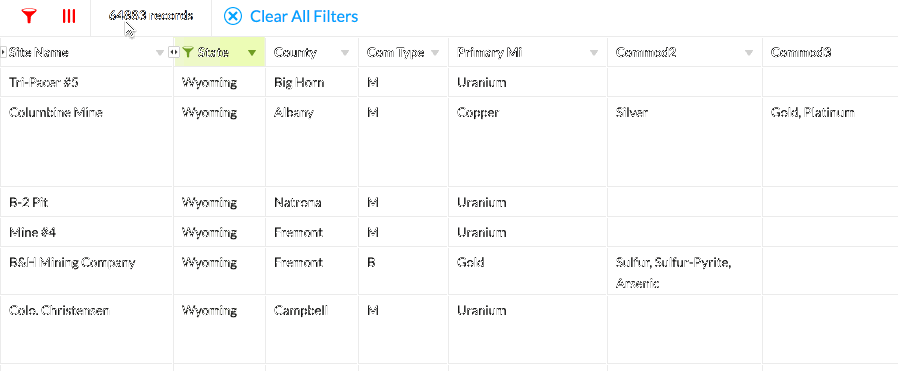 64883 records Clear All Filters
Site Name State County Com Type Primary Mi Commod2 Commod3
Tri-Pacer #5 Wyoming Big Horn M Uranium
Columbine Mine Wyoming Albany M Copper Silver Gold, Platinum
B-2 Pit Wyoming Natrona M Uranium
Mine #4 Wyoming Fremont M Uranium
B&H Mining Company Wyoming Fremont B Gold Sulfur, Sulfur-Pyrite,
Arsenic
Colo. Christensen Wyoming Campbell M Uranium